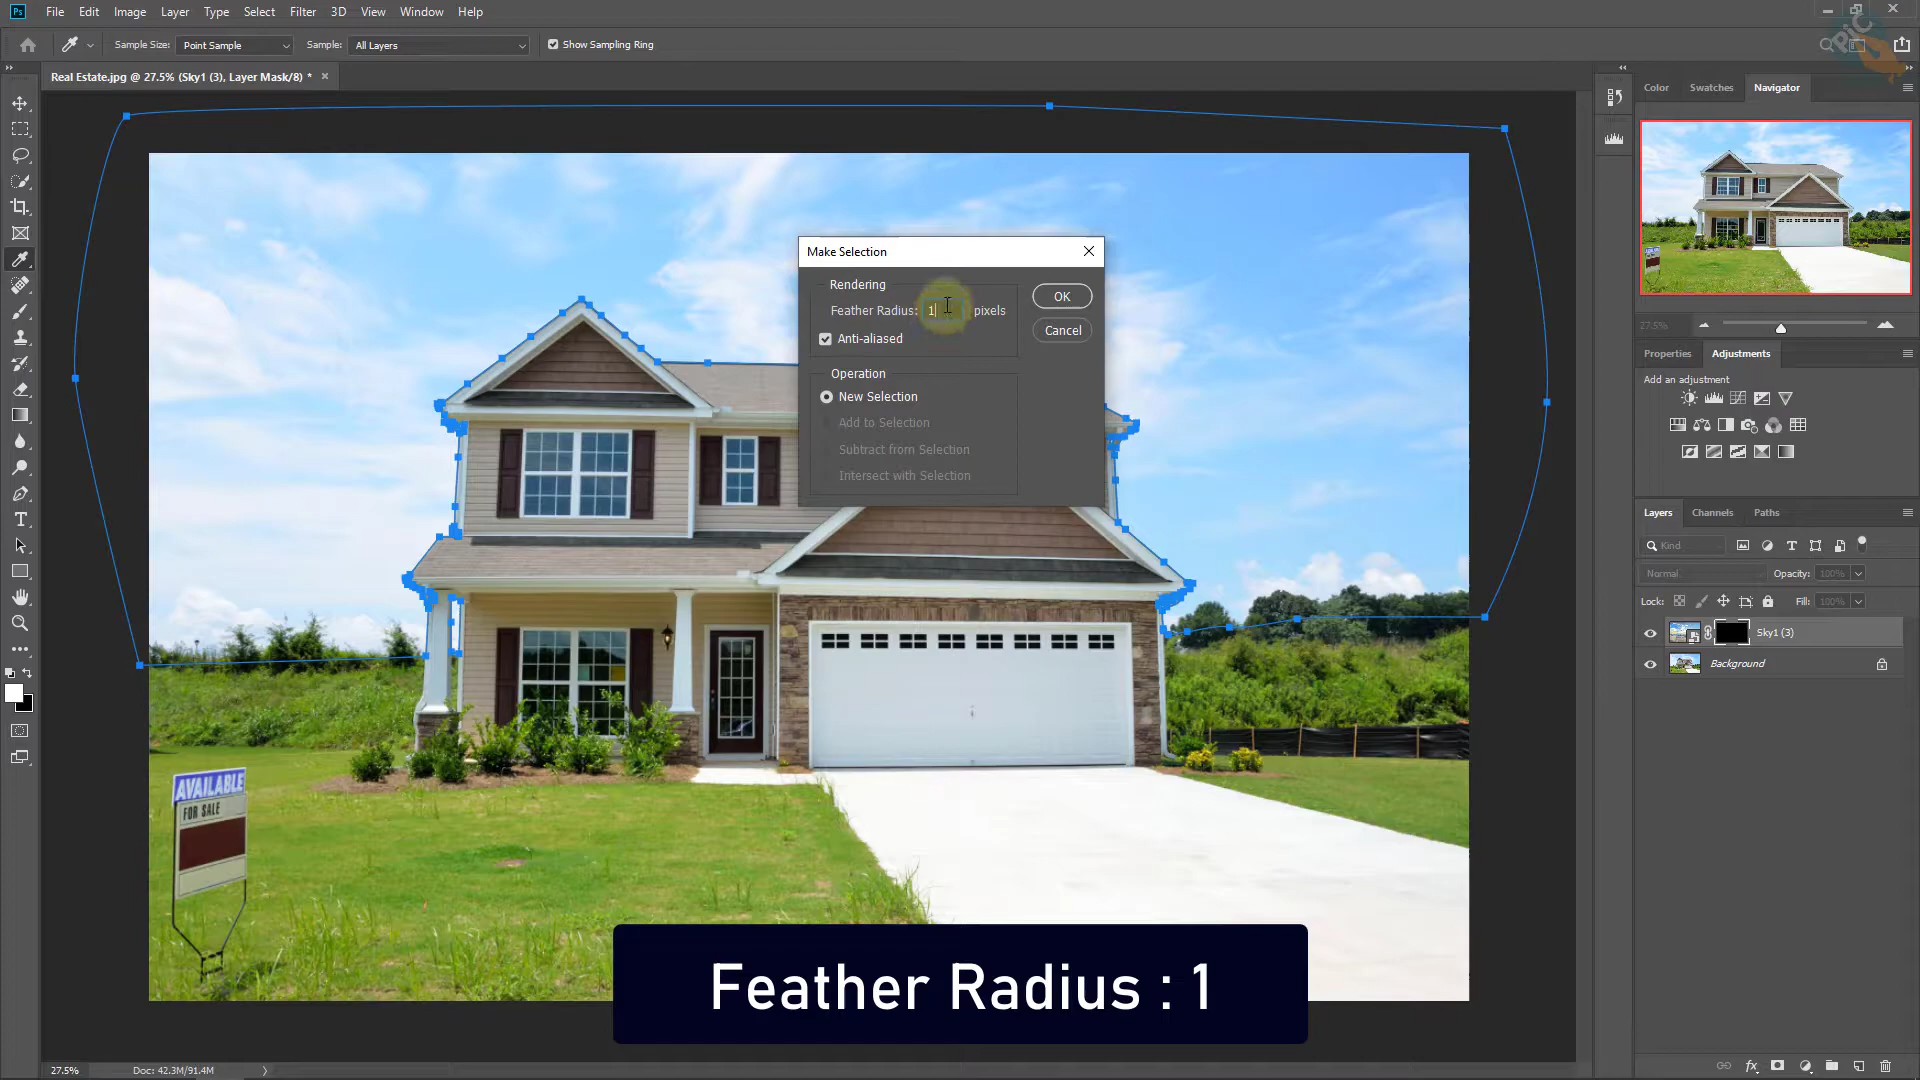 Ps File Edit Image Layer Type Select Filter 3D View Window Help
Sample Size: Point Sample Sample: All Layers Show Sampling Ring
PiC
Real Estate.jpg @ 27.5% (Sky1 (3), Layer Mask/8) *
Color Swatches Navigator
27.5%
Make Selection
Rendering
Feather Radius: 1 pixels
Anti-aliased
OK
Cancel
Operation
New Selection
Add to Selection
Subtract from Selection
Intersect with Selection
Properties Adjustments
Add an adjustment
Layers Channels Paths
Kind
Normal Opacity: 100%
Lock: Fill: 100%
Sky1 (3)
Background
AVAILABLE
FOR SALE
Feather Radius : 1
27.5% Doc: 42.3M/91.4M